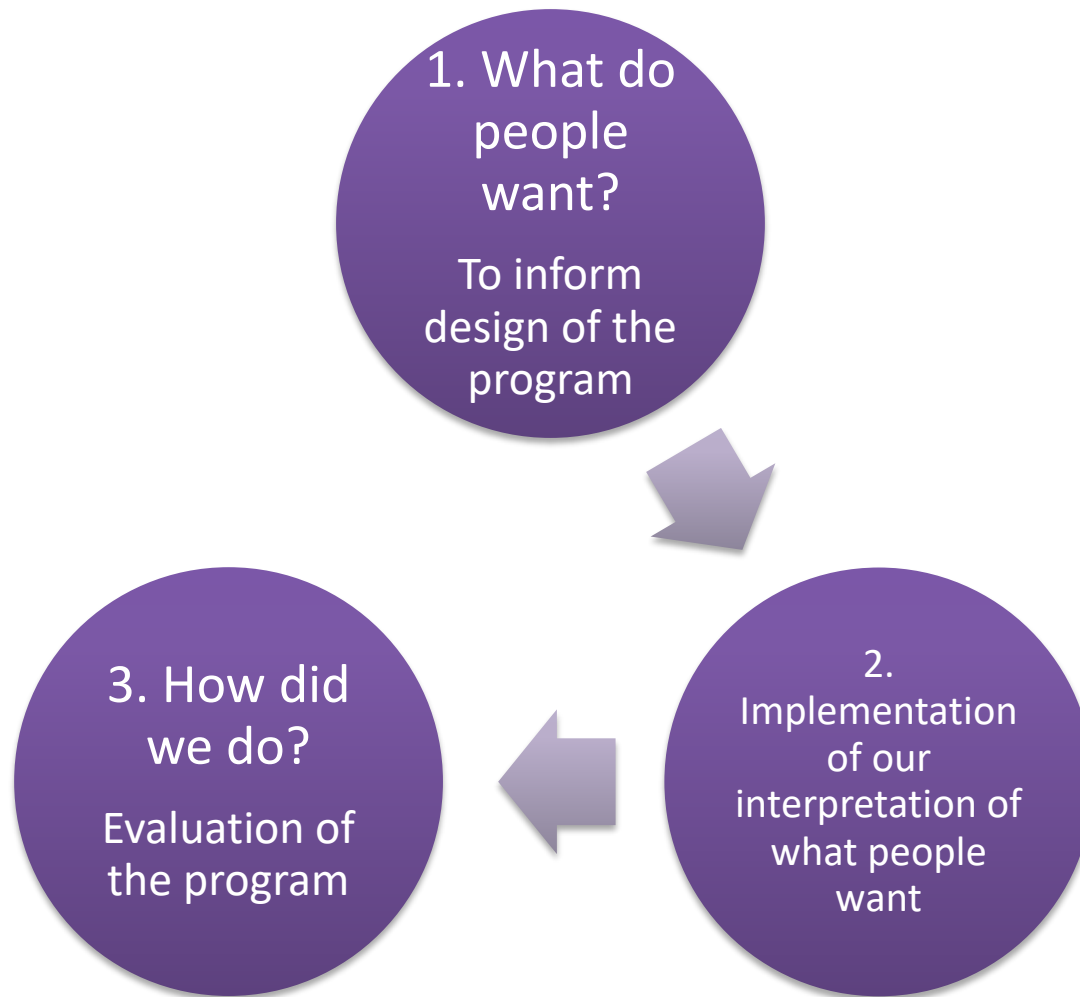 1. What do
people
want?
To inform
design of the
program
2.
Implementation
of our
interpretation of
what people
want
3. How did
we do?
Evaluation of
the program